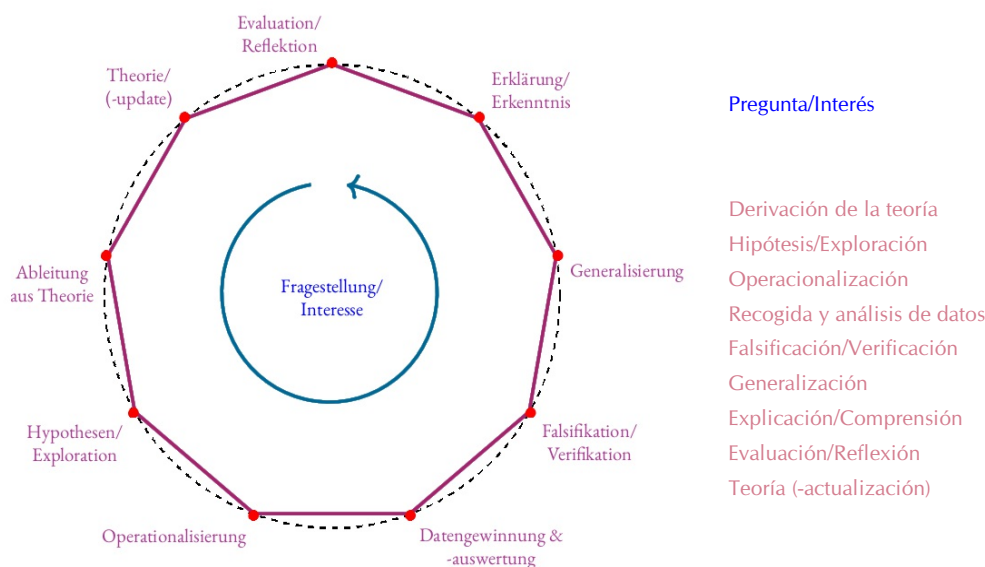 Evaluation/
Reflektion
Theorie/
(-update)
Erklärung/
Erkenntnis
Ableitung
aus Theorie
Generalisierung
Fragestellung/
Interesse
Hypothesen/
Exploration
Falsifikation/
Verifikation
Operationalisierung
Datengewinnung &
-auswertung
Pregunta/Interés
Derivación de la teoría
Hipótesis/Exploración
Operacionalización
Recogida y análisis de datos
Falsificación/Verificación
Generalización
Explicación/Comprensión
Evaluación/Reflexión
Teoría (-actualización)